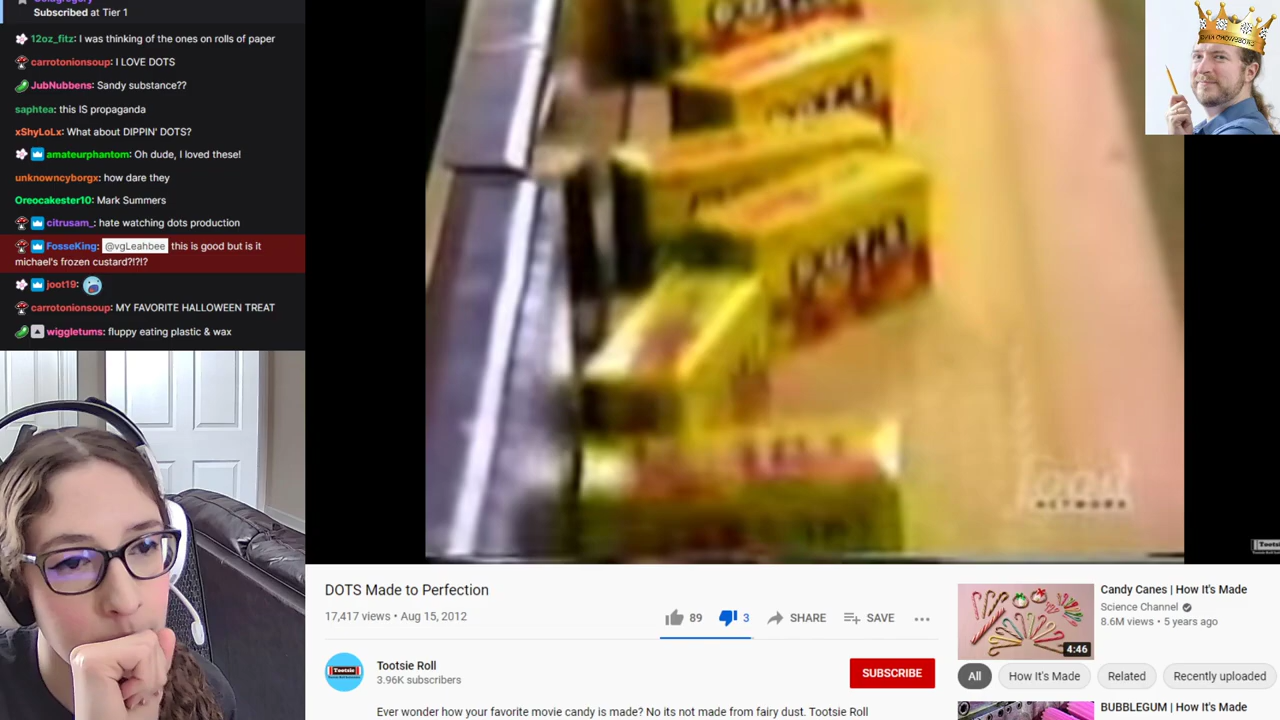 Subscribed at Tier 1
12oz_fitz: I was thinking of the ones on rolls of paper
carrotonionsoup: I LOVE DOTS
JubNubbens: Sandy substance??
saphtea: this IS propaganda
xShyLoLx: What about DIPPIN' DOTS?
amateurphantom: Oh dude, I loved these!
unknowncyborgx: how dare they
Oreocakester10: Mark Summers
citrusam_: hate watching dots production
FosseKing: @vgLeahbee this is good but is it
michael's frozen custard?!?!?
joot19:
carrotonionsoup: MY FAVORITE HALLOWEEN TREAT
wiggletums: fluppy eating plastic & wax
food
NETWORK
DOTS Made to Perfection
17,417 views • Aug 15, 2012
89
3
SHARE
SAVE
Tootsie Roll
3.96K subscribers
SUBSCRIBE
Ever wonder how your favorite movie candy is made? No its not made from fairy dust. Tootsie Roll
Candy Canes | How It's Made
Science Channel
8.6M views • 5 years ago
4:46
All
How It's Made
Related
Recently uploaded
BUBBLEGUM | How It's Made